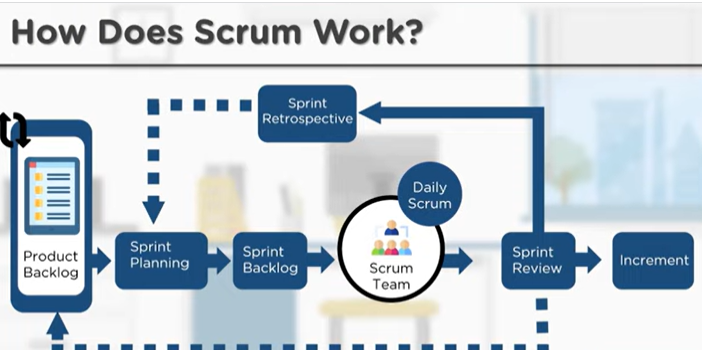 How Does Scrum Work?
Sprint
Retrospective
Daily
Scrum
Product
Backlog
Sprint
Planning
Sprint
Backlog
Scrum
Team
Sprint
Review
Increment